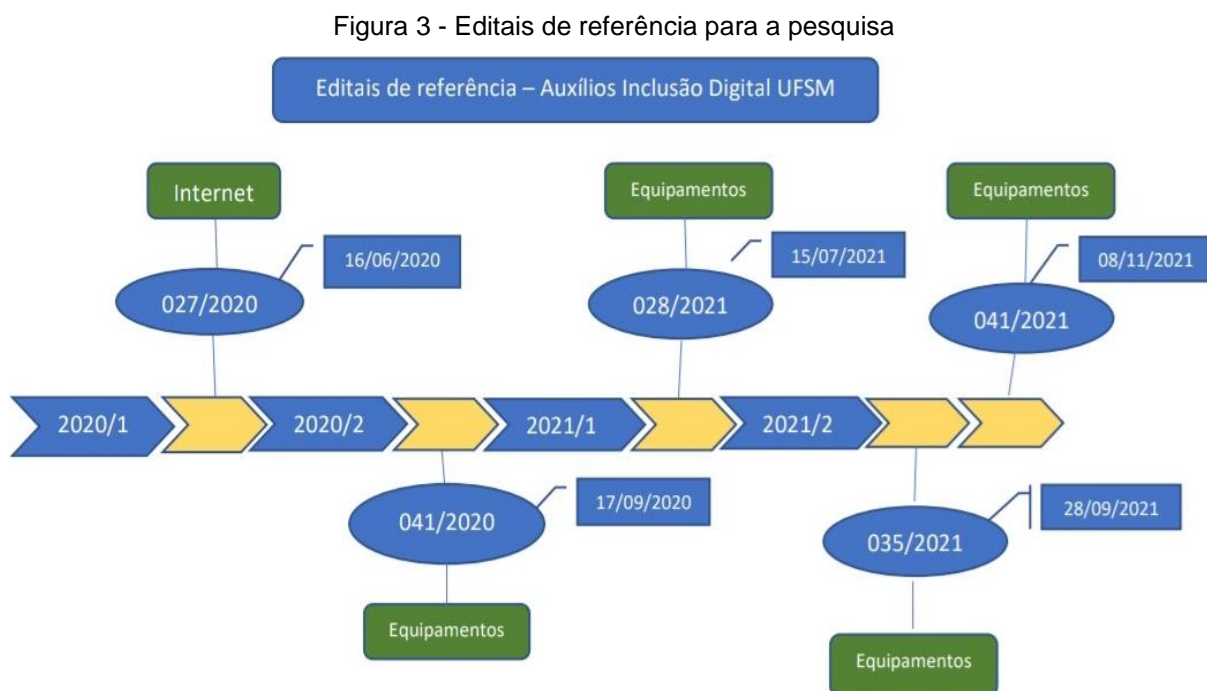 Figura 3 - Editais de referência para a pesquisa
Editais de referência – Auxílios Inclusão Digital UFSM
Internet
16/06/2020
027/2020
Equipamentos
15/07/2021
028/2021
Equipamentos
08/11/2021
041/2021
2020/1
2020/2
2021/1
2021/2
041/2020
17/09/2020
Equipamentos
035/2021
28/09/2021
Equipamentos